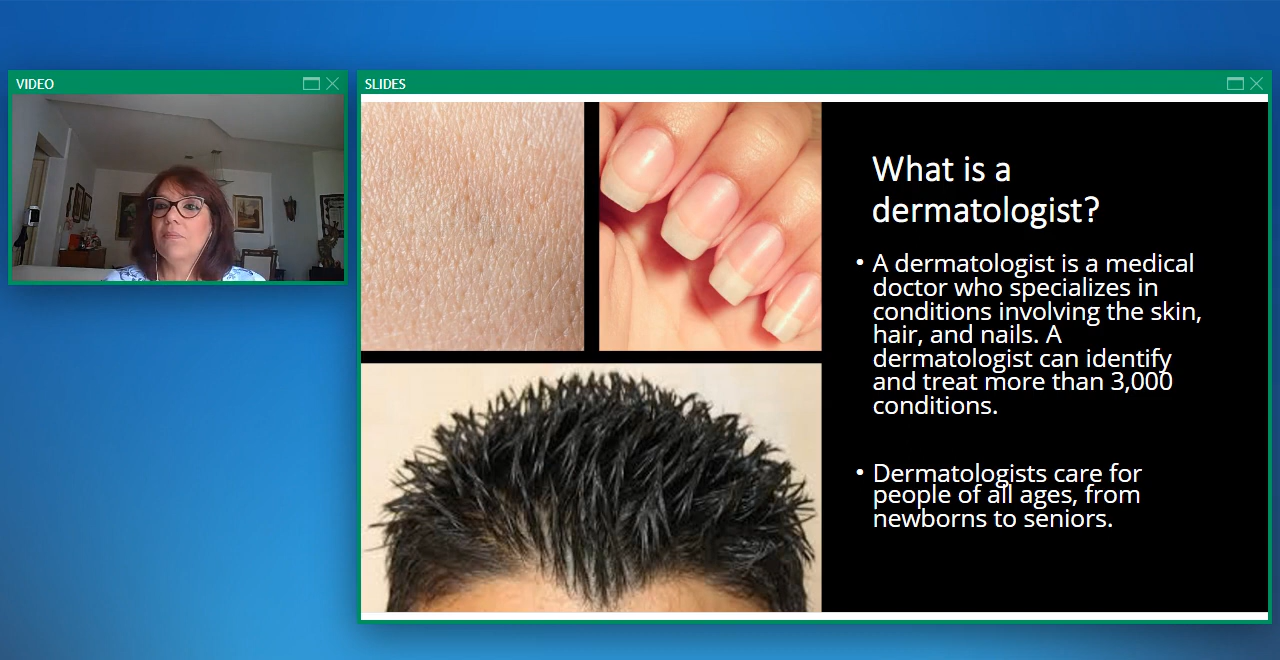 VIDEO
SLIDES
What is a
dermatologist?
• A dermatologist is a medical
doctor who specializes in
conditions involving the skin,
hair, and nails. A
dermatologist can identify
and treat more than 3,000
conditions.
• Dermatologists care for
people of all ages, from
newborns to seniors.